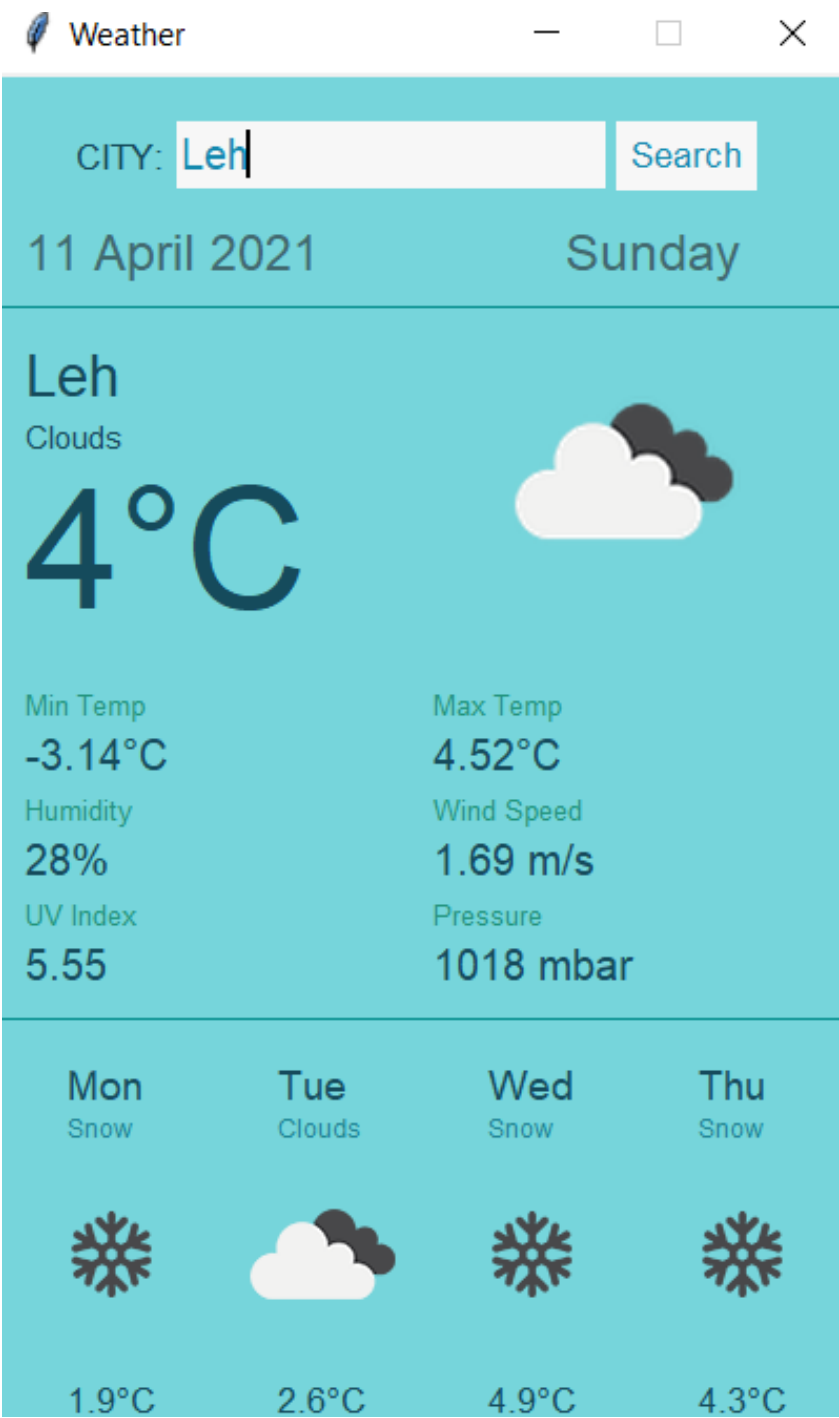 Weather
CITY: Leh Search
11 April 2021 Sunday
Leh
Clouds
4°C
Min Temp Max Temp
-3.14°C 4.52°C
Humidity Wind Speed
28% 1.69 m/s
UV Index Pressure
5.55 1018 mbar
Mon Tue Wed Thu
Snow Clouds Snow Snow
1.9°C 2.6°C 4.9°C 4.3°C